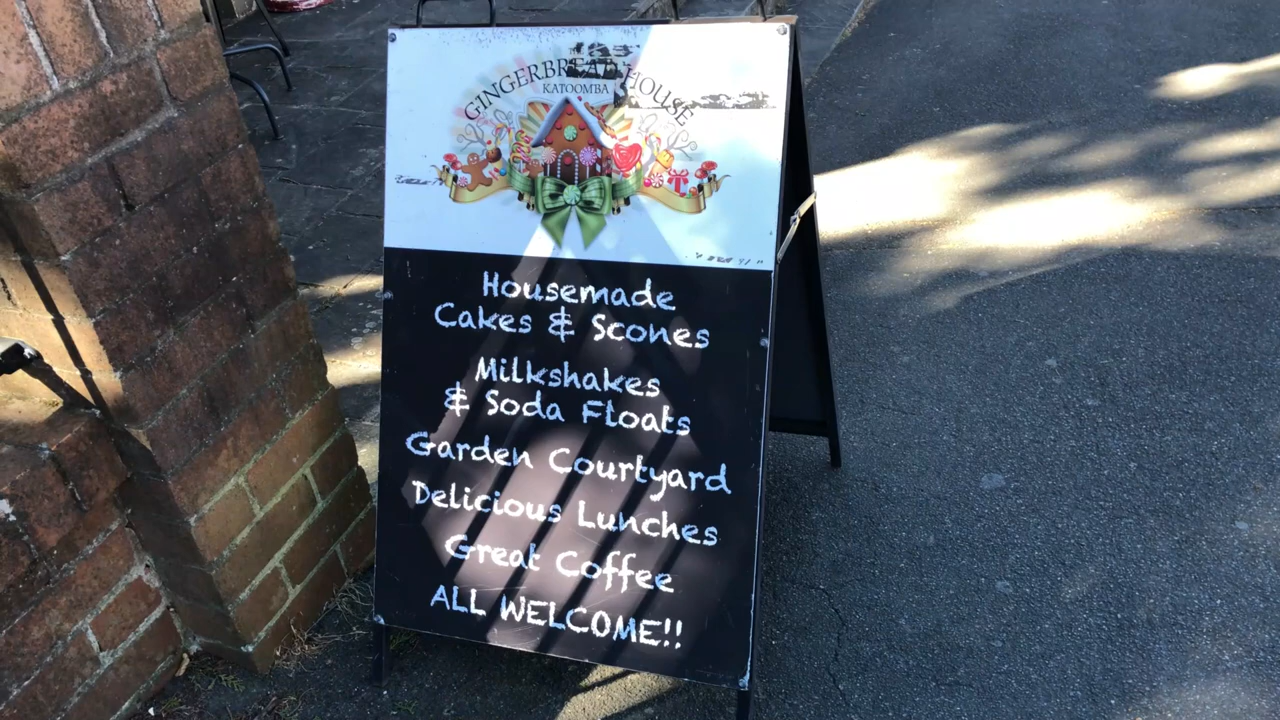 GINGERBREAD HOUSE
KATOOMBA
Housemade
Cakes & Scones
Milkshakes
& Soda Floats
Garden Courtyard
Delicious Lunches
Great Coffee
ALL WELCOME!!